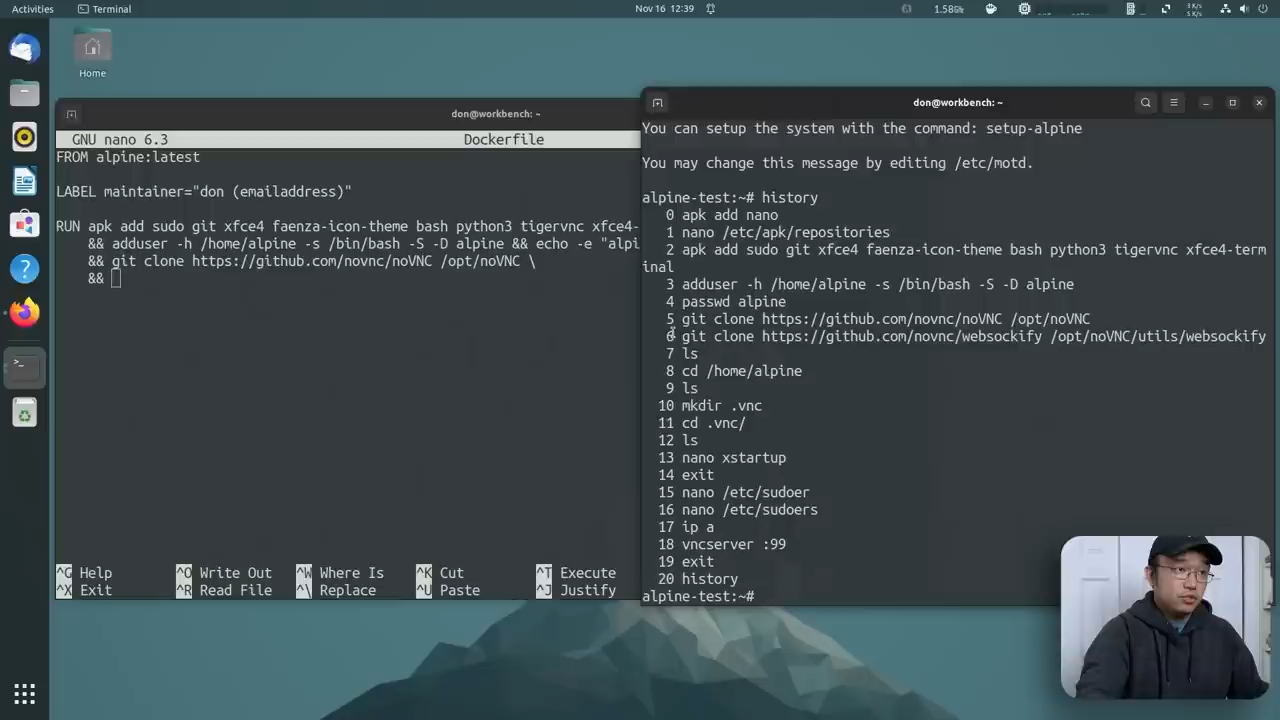 Activities
Terminal
Nov 16 12:39
1.58GHz
3 K/s
5 K/s
Home
don@workbench: ~
GNU nano 6.3
Dockerfile
FROM alpine:latest
LABEL maintainer="don (emailaddress)"
RUN apk add sudo git xfce4 faenza-icon-theme bash python3 tigervnc xfce4-
&& adduser -h /home/alpine -s /bin/bash -S -D alpine && echo -e "alpi
&& git clone https://github.com/novnc/noVNC /opt/noVNC \
&&
^G Help
^O Write Out
^W Where Is
^K Cut
^T Execute
^X Exit
^R Read File
^\ Replace
^U Paste
^J Justify
don@workbench: ~
You can setup the system with the command: setup-alpine
You may change this message by editing /etc/motd.
alpine-test:~# history
0 apk add nano
1 nano /etc/apk/repositories
2 apk add sudo git xfce4 faenza-icon-theme bash python3 tigervnc xfce4-term
inal
3 adduser -h /home/alpine -s /bin/bash -S -D alpine
4 passwd alpine
5 git clone https://github.com/novnc/noVNC /opt/noVNC
6 git clone https://github.com/novnc/websockify /opt/noVNC/utils/websockify
7 ls
8 cd /home/alpine
9 ls
10 mkdir .vnc
11 cd .vnc/
12 ls
13 nano xstartup
14 exit
15 nano /etc/sudoer
16 nano /etc/sudoers
17 ip a
18 vncserver :99
19 exit
20 history
alpine-test:~#